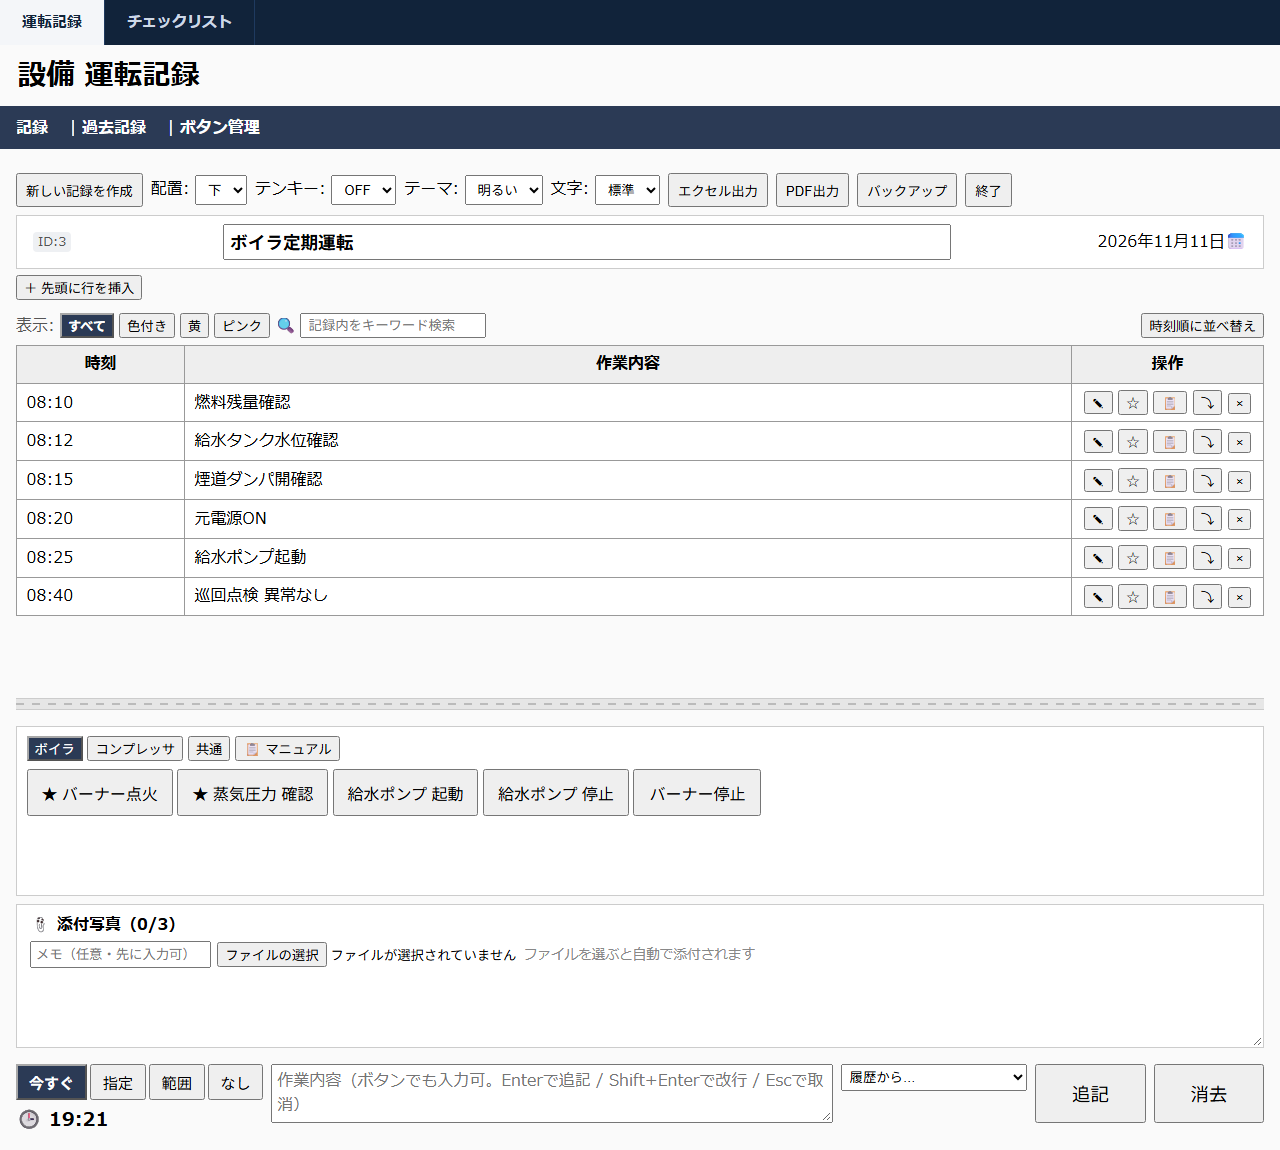 運転記録 チェックリスト
設備 運転記録
記録 | 過去記録 | ボタン管理
新しい記録を作成 配置: 下 テンキー: OFF テーマ: 明るい 文字: 標準 エクセル出力 PDF出力 バックアップ 終了
ID:3 ボイラ定期運転 2026年11月11日
＋ 先頭に行を挿入
表示: すべて 色付き 黄 ピンク 🔍 記録内をキーワード検索 時刻順に並べ替え
時刻 作業内容 操作
08:10 燃料残量確認
08:12 給水タンク水位確認
08:15 煙道ダンパ開確認
08:20 元電源ON
08:25 給水ポンプ起動
08:40 巡回点検 異常なし
ボイラ コンプレッサ 共通 📋 マニュアル
★ バーナー点火 ★ 蒸気圧力 確認 給水ポンプ 起動 給水ポンプ 停止 バーナー停止
📎 添付写真（0/3）
メモ（任意・先に入力可） ファイルの選択 ファイルが選択されていません ファイルを選ぶと自動で添付されます
今すぐ 指定 範囲 なし 作業内容（ボタンでも入力可。Enterで追記 / Shift+Enterで改行 / Escで取消） 履歴から... 追記 消去
🕒 19:21